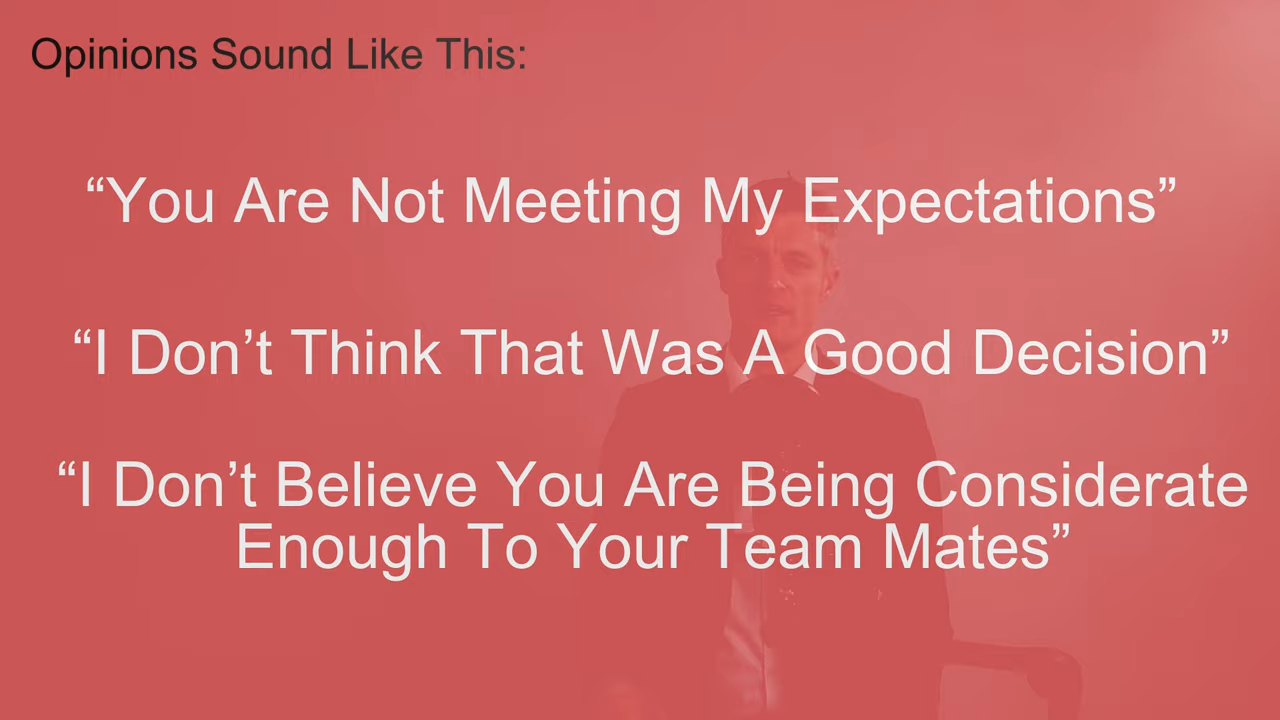 Opinions Sound Like This:
“You Are Not Meeting My Expectations”
“I Don’t Think That Was A Good Decision”
“I Don’t Believe You Are Being Considerate
Enough To Your Team Mates”